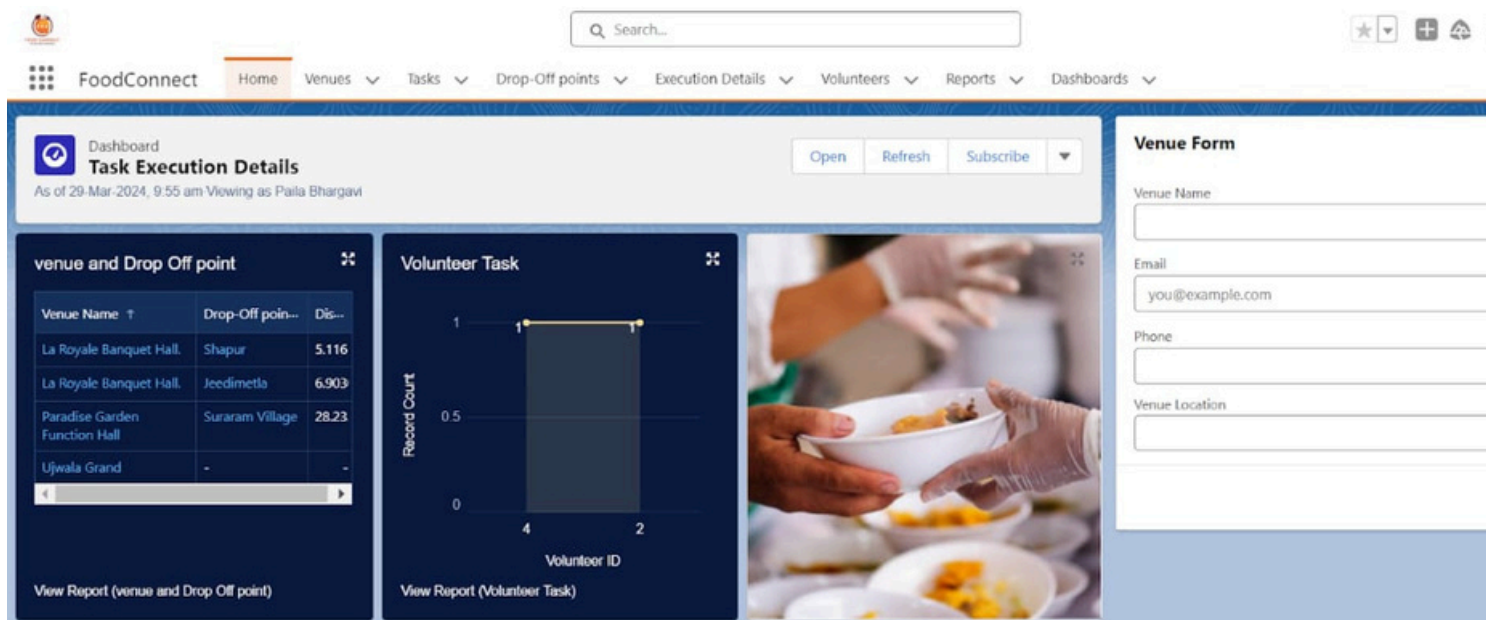 Search...
FoodConnect
Home
Venues
Tasks
Drop-Off points
Execution Details
Volunteers
Reports
Dashboards
Dashboard
Task Execution Details
As of 29-Mar-2024, 9:55 am Viewing as Paila Bhargavi
Open
Refresh
Subscribe
venue and Drop Off point
Venue Name ↑ Drop-Off poin... Dis...
La Royale Banquet Hall. Shapur 5.116
La Royale Banquet Hall. Jeedimetla 6.903
Paradise Garden Suraram Village 28.23
Function Hall
Ujwala Grand - -
View Report (venue and Drop Off point)
Volunteer Task
Record Count
1
0.5
0
1 1
4 2
Volunteer ID
View Report (Volunteer Task)
Venue Form
Venue Name
Email
you@example.com
Phone
Venue Location